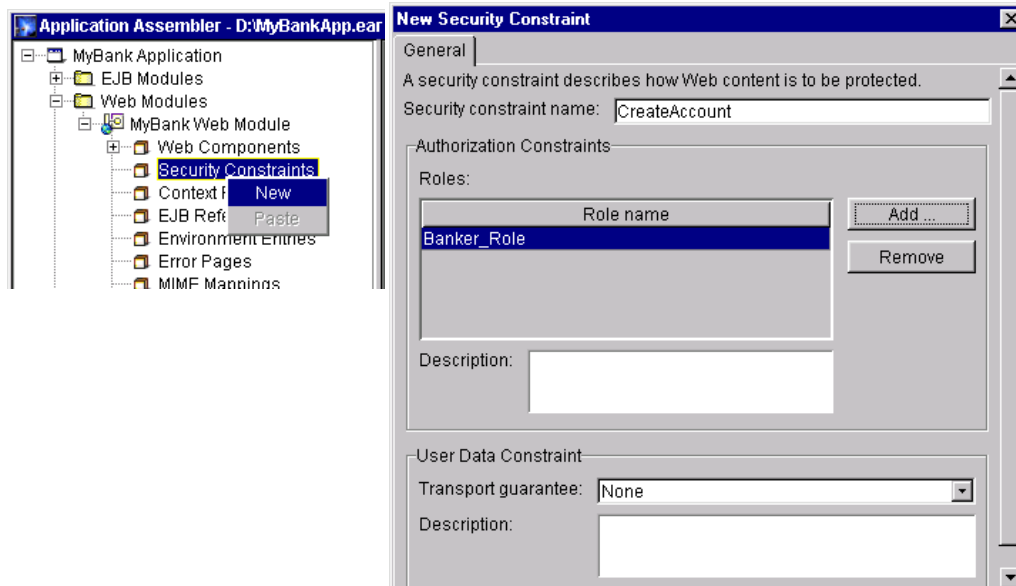 Application Assembler - D:\MyBankApp.ear
MyBank Application
EJB Modules
Web Modules
MyBank Web Module
Web Components
Security Constraints
Context
New
EJB Refe
Paste
Environment Entries
Error Pages
MIME Mappings
New Security Constraint
General
A security constraint describes how Web content is to be protected.
Security constraint name: CreateAccount
Authorization Constraints
Roles:
Role name
Add ...
Banker_Role
Remove
Description:
User Data Constraint
Transport guarantee: None
Description: